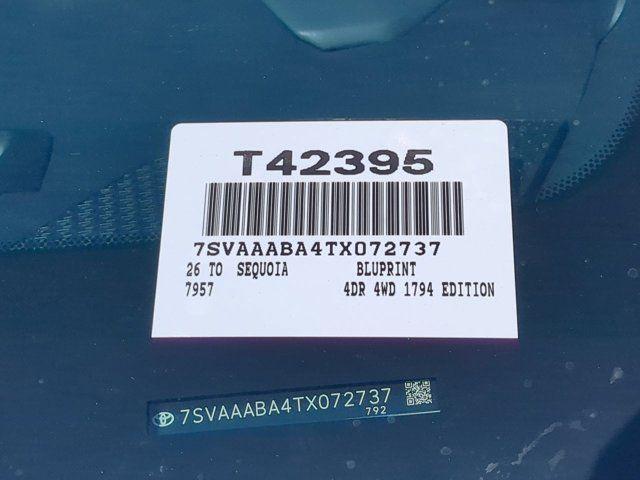 T42395
7SVAAABA4TX072737
26 TO SEQUOIA BLUPRINT
7957 4DR 4WD 1794 EDITION
7SVAAABA4TX072737
792